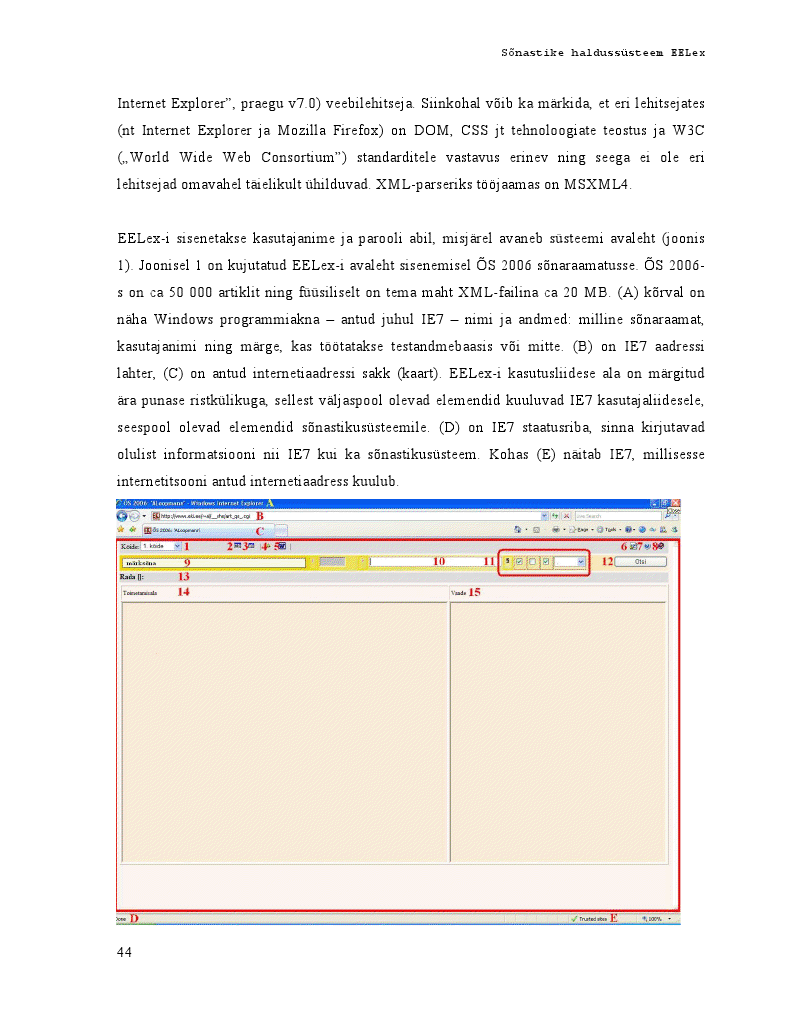 Sõnastike haldussüsteem EELex
Internet Explorer”, praegu v7.0) veebilehitseja. Siinkohal võib ka märkida, et eri lehitsejates
(nt Internet Explorer ja Mozilla Firefox) on DOM, CSS jt tehnoloogiate teostus ja W3C
(„World Wide Web Consortium”) standarditele vastavus erinev ning seega ei ole eri
lehitsejad omavahel täielikult ühilduvad. XML-parseriks tööjaamas on MSXML4.
EELex-i sisenetakse kasutajanime ja parooli abil, misjärel avaneb süsteemi avaleht (joonis
1). Joonisel 1 on kujutatud EELex-i avaleht sisenemisel ÕS 2006 sõnaraamatusse. ÕS 2006-
s on ca 50 000 artiklit ning füüsiliselt on tema maht XML-failina ca 20 MB. (A) kõrval on
näha Windows programmiakna – antud juhul IE7 – nimi ja andmed: milline sõnaraamat,
kasutajanimi ning märge, kas töötatakse testandmebaasis või mitte. (B) on IE7 aadressi
lahter, (C) on antud internetiaadressi sakk (kaart). EELex-i kasutusliidese ala on märgitud
ära punase ristkülikuga, sellest väljaspool olevad elemendid kuuluvad IE7 kasutajaliidesele,
seespool olevad elemendid sõnastikusüsteemile. (D) on IE7 staatusriba, sinna kirjutavad
olulist informatsiooni nii IE7 kui ka sõnastikusüsteem. Kohas (E) näitab IE7, millisesse
internetitsooni antud internetiaadress kuulub.
ÕS 2006: 'ALoopmann' - Windows Internet Explorer A
B Live Search
ÕS 2006: 'ALoopmann' C Page Tools
Köide: 1. köide 1 2 3 4 5 6 7 8
märksõna 9 10 11 12 Otsi
Rada []: 13
Toimetamisala 14 Vaade 15
Done D Trusted sites E 100%
44